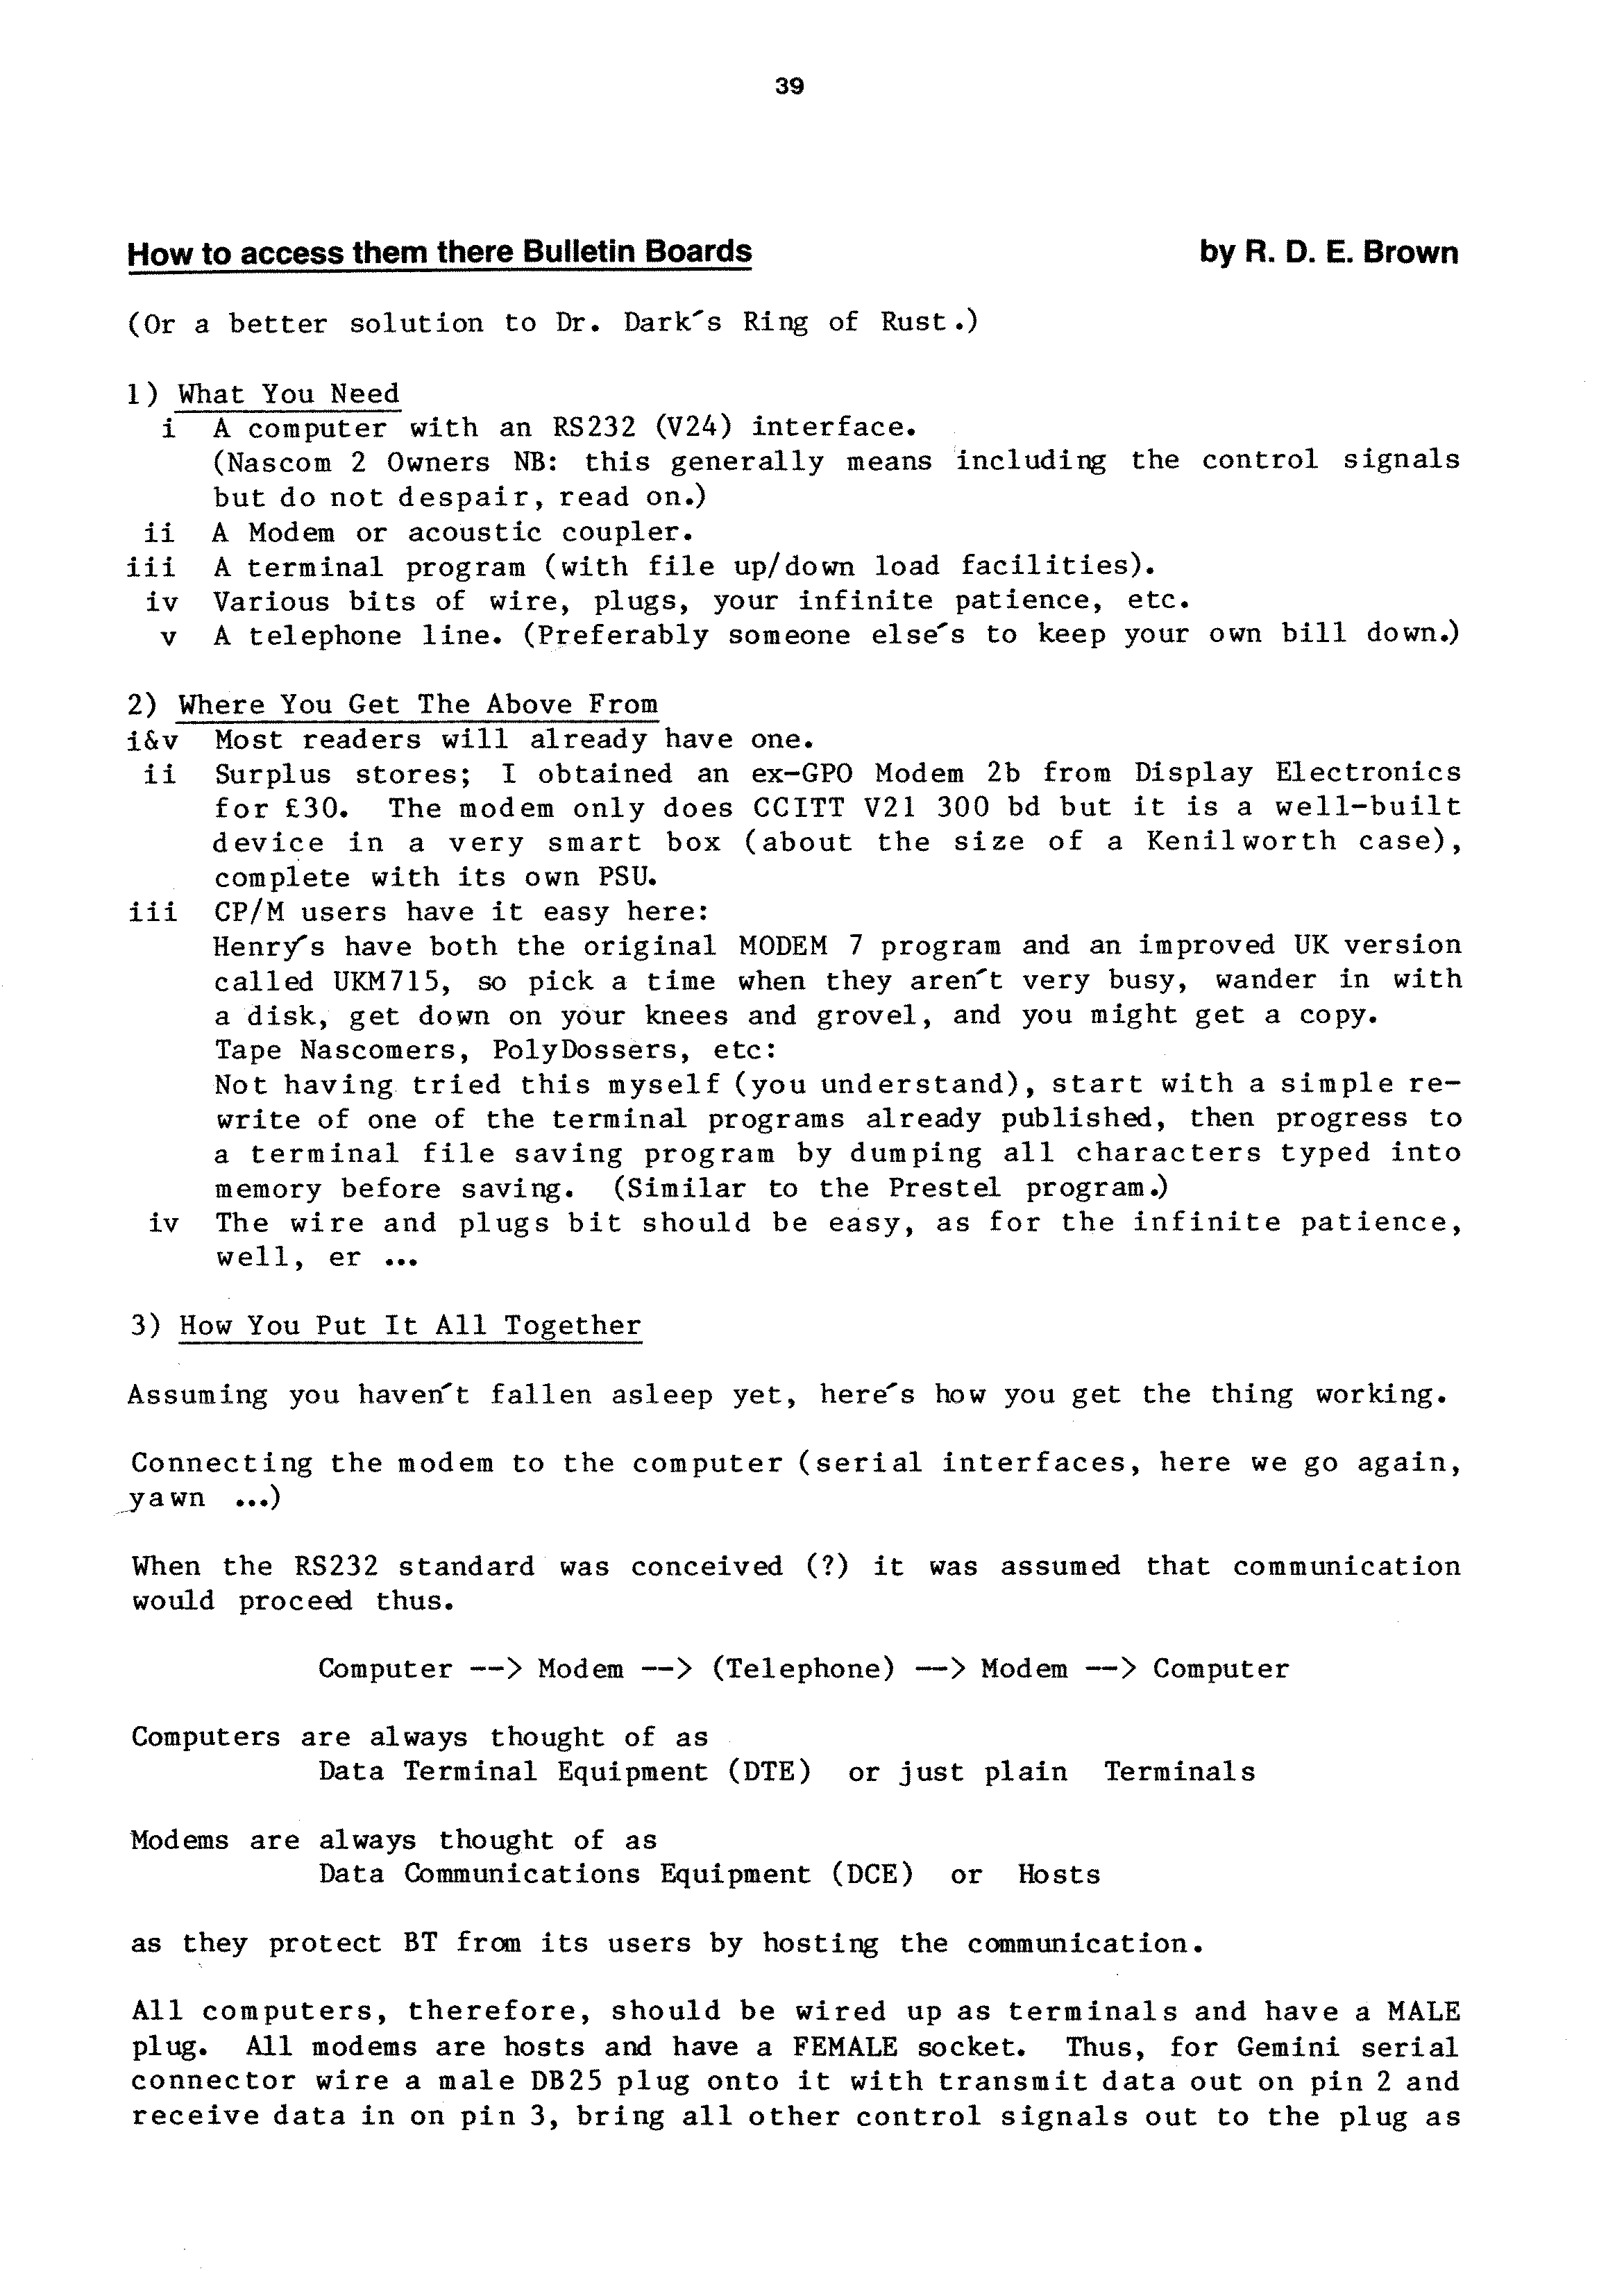 39
How to access them there Bulletin Boards by R. D. E. Brown
(Or a better solution to Dr. Dark´s Ring of Rust.)
1) What You Need
i A computer with an RS232 (V24) interface.
(Nascom 2 Owners NB: this generally means including the control signals
but do not despair, read on.)
ii A Modem or acoustic coupler.
iii A terminal program (with file up/down load facilities).
iv Various bits of wire, plugs, your infinite patience, etc.
v A telephone line. (Preferably someone else´s to keep your own bill down.)
2) Where You Get The Above From
i&v Most readers will already have one.
ii Surplus stores; I obtained an ex-GPO Modem 2b from Display Electronics
for £30. The modem only does CCITT V21 300 bd but it is a well-built
device in a very smart box (about the size of a Kenilworth case),
complete with its own PSU.
iii CP/M users have it easy here:
Henry´s have both the original MODEM 7 program and an improved UK version
called UKM715, so pick a time when they aren´t very busy, wander in with
a disk, get down on your knees and grovel, and you might get a copy.
Tape Nascomers, PolyDossers, etc:
Not having tried this myself (you understand), start with a simple re-
write of one of the terminal programs already published, then progress to
a terminal file saving program by dumping all characters typed into
memory before saving. (Similar to the Prestel program.)
iv The wire and plugs bit should be easy, as for the infinite patience,
well, er ...
3) How You Put It All Together
Assuming you haven´t fallen asleep yet, here´s how you get the thing working.
Connecting the modem to the computer (serial interfaces, here we go again,
yawn ...)
When the RS232 standard was conceived (?) it was assumed that communication
would proceed thus.
Computer --> Modem --> (Telephone) --> Modem --> Computer
Computers are always thought of as
Data Terminal Equipment (DTE) or just plain Terminals
Modems are always thought of as
Data Communications Equipment (DCE) or Hosts
as they protect BT from its users by hosting the communication.
All computers, therefore, should be wired up as terminals and have a MALE
plug. All modems are hosts and have a FEMALE socket. Thus, for Gemini serial
connector wire a male DB25 plug onto it with transmit data out on pin 2 and
receive data in on pin 3, bring all other control signals out to the plug as